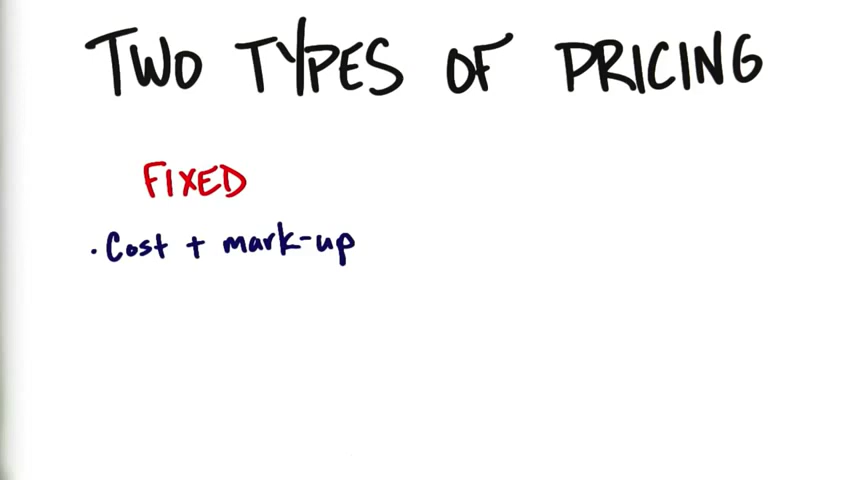 TWO TYPES OF PRICING
FIXED
· Cost + mark-up